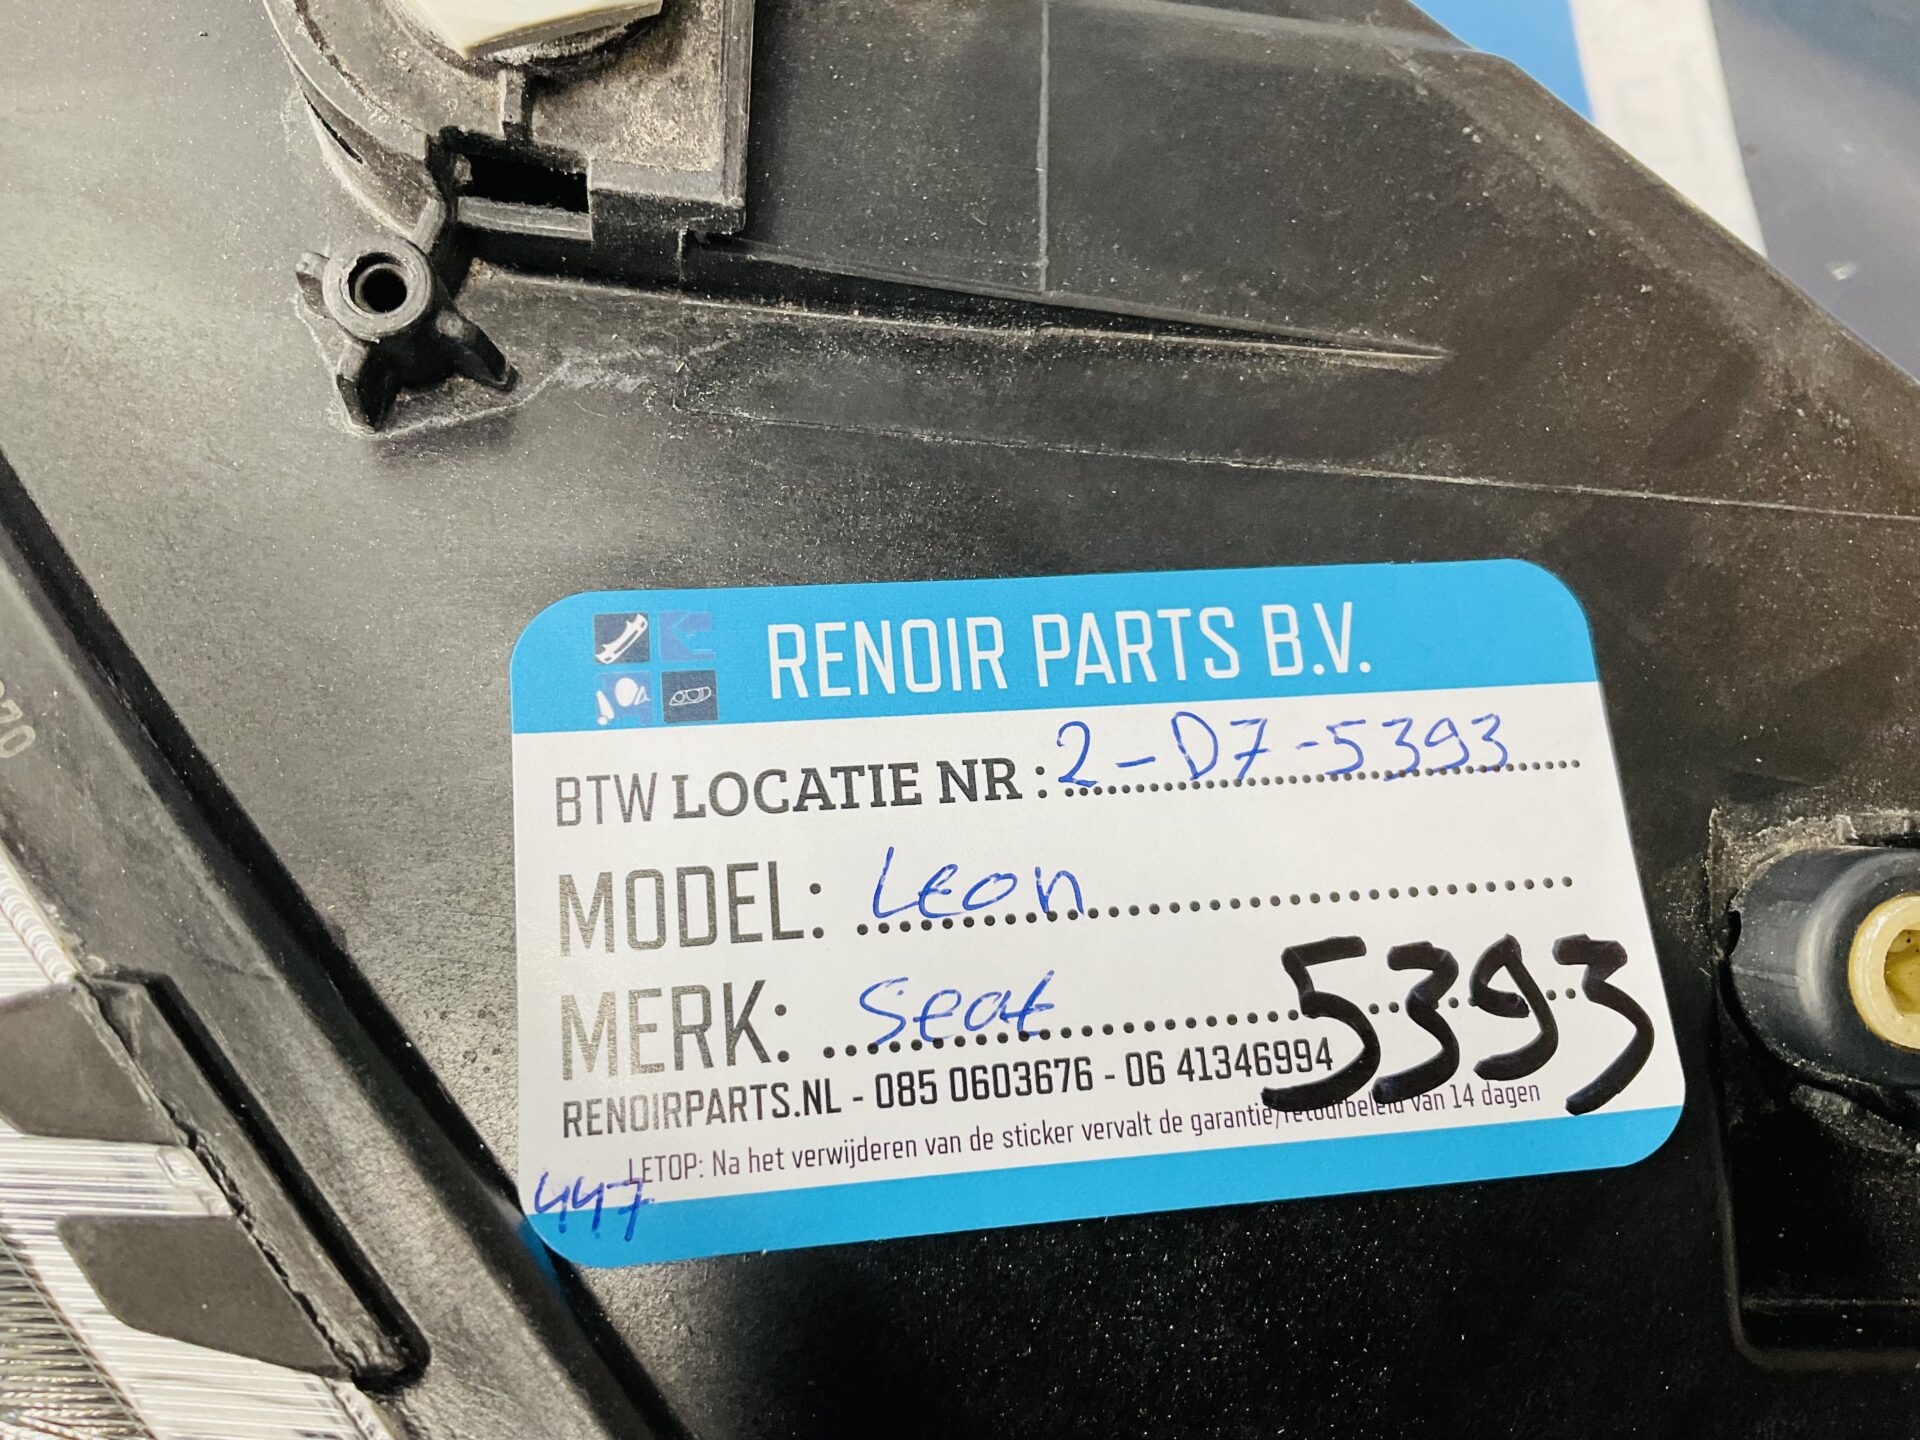 RENOIR PARTS B.V.
BTW LOCATIE NR : 2-D7-5393
MODEL: Leon
MERK: Seat
5393
RENOIRPARTS.NL - 085 0603676 - 06 41346994
LETOP: Na het verwijderen van de sticker vervalt de garantie/retourbeleid van 14 dagen
447